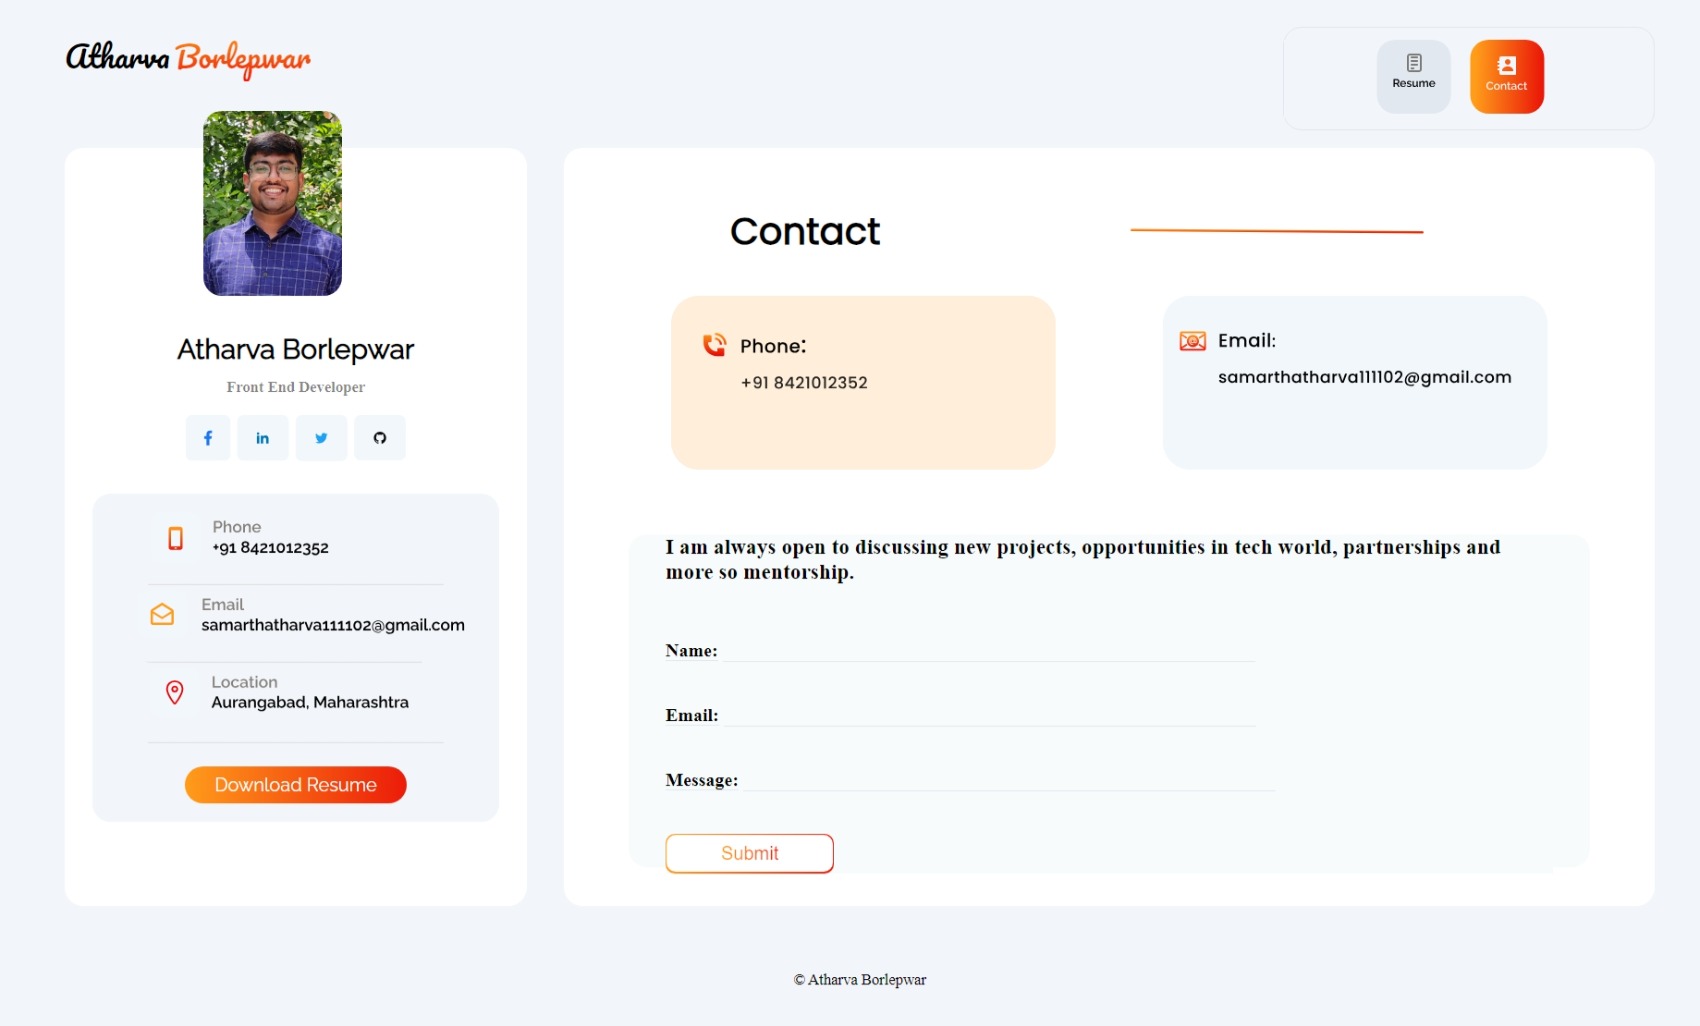 Atharva Borlepwar
Resume
Contact
Atharva Borlepwar
Front End Developer
Phone
+91 8421012352
Email
samarthatharva111102@gmail.com
Location
Aurangabad, Maharashtra
Download Resume
Contact
Phone:
+91 8421012352
Email:
samarthatharva111102@gmail.com
I am always open to discussing new projects, opportunities in tech world, partnerships and
more so mentorship.
Name:
Email:
Message:
Submit
© Atharva Borlepwar